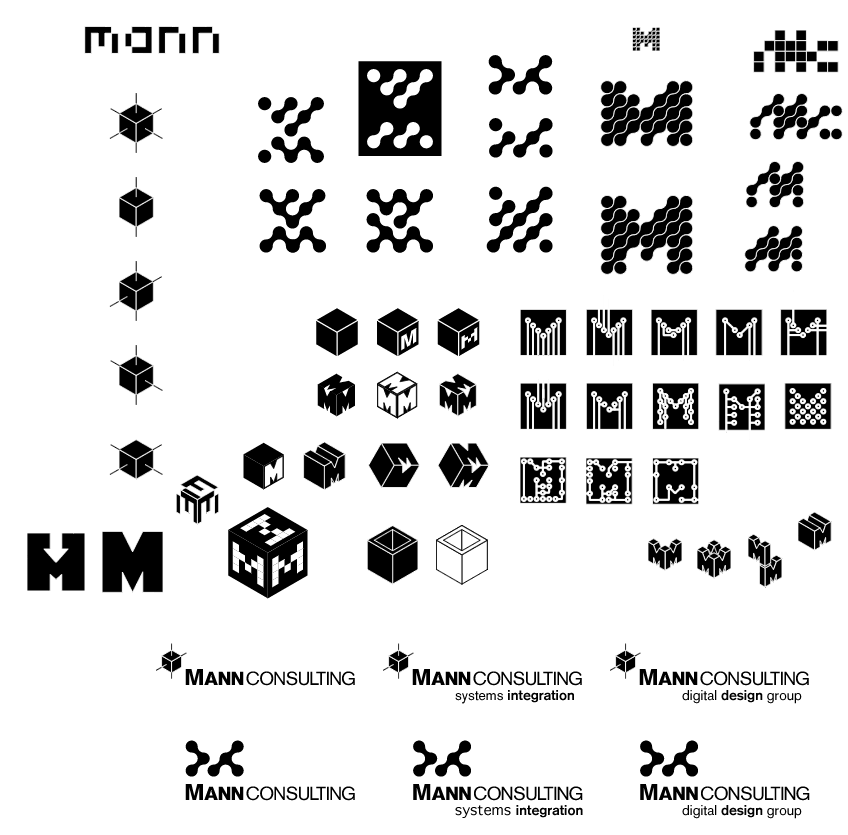 mann
M
M
M
M
MANN CONSULTING
MANN CONSULTING
systems integration
MANN CONSULTING
digital design group
MANN CONSULTING
MANN CONSULTING
systems integration
MANN CONSULTING
digital design group